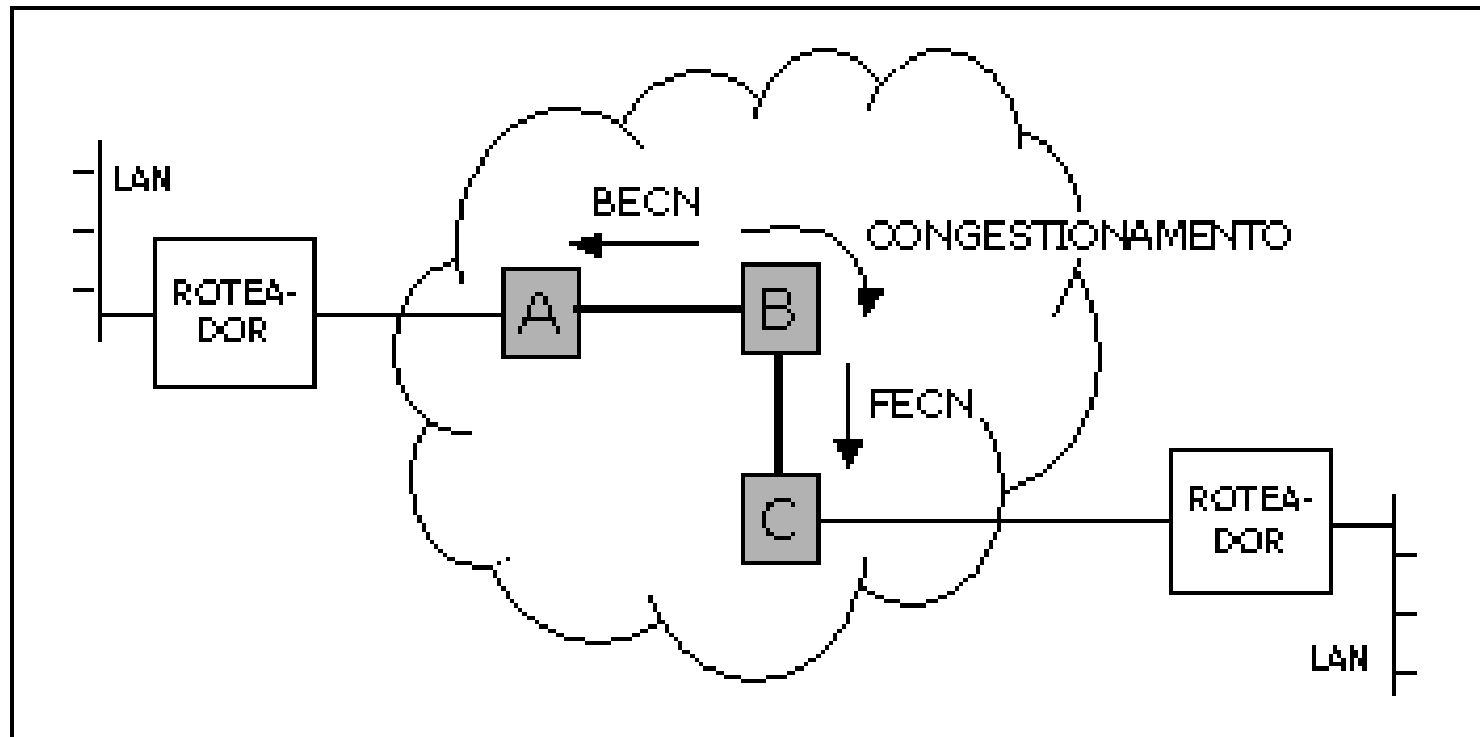 LAN
BECN
CONGESTIONAMENTO
ROTEA-
DOR
A
B
FECN
C
ROTEA-
DOR
LAN